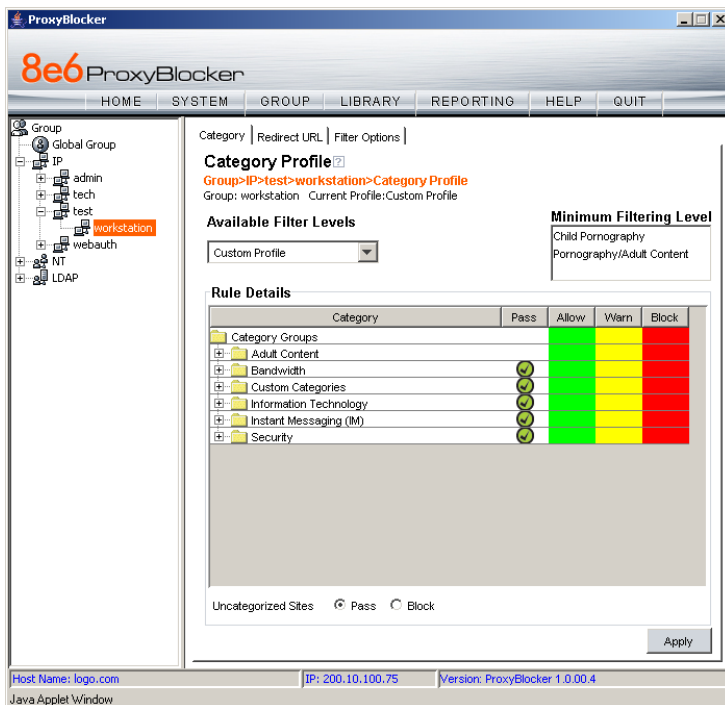 ProxyBlocker
8e6 ProxyBlocker
HOME SYSTEM GROUP LIBRARY REPORTING HELP QUIT
Group
Global Group
IP
admin
tech
test
workstation
webauth
NT
LDAP
Category Redirect URL Filter Options
Category Profile
Group>IP>test>workstation>Category Profile
Group: workstation Current Profile:Custom Profile
Available Filter Levels
Custom Profile
Minimum Filtering Level
Child Pornography
Pornography/Adult Content
Rule Details
Category Pass Allow Warn Block
Category Groups
Adult Content
Bandwidth
Custom Categories
Information Technology
Instant Messaging (IM)
Security
Uncategorized Sites Pass Block
Apply
Host Name: logo.com IP: 200.10.100.75 Version: ProxyBlocker 1.0.00.4
Java Applet Window